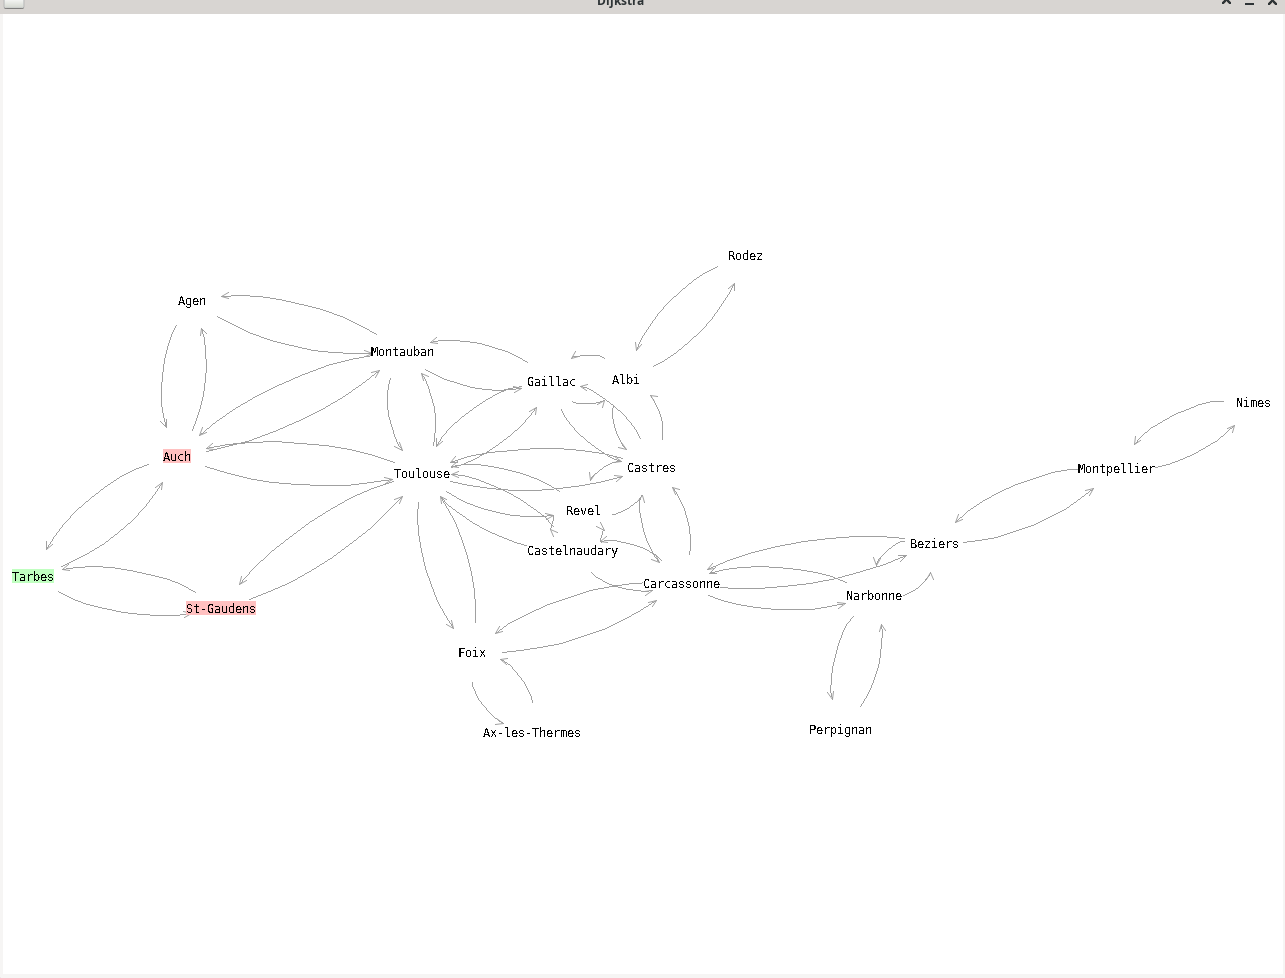 Dijkstra
Rodez
Agen
Montauban
Gaillac
Albi
Nimes
Auch
Toulouse
Castres
Montpellier
Revel
Castelnaudary
Beziers
Tarbes
Carcassonne
Narbonne
St-Gaudens
Foix
Ax-les-Thermes
Perpignan